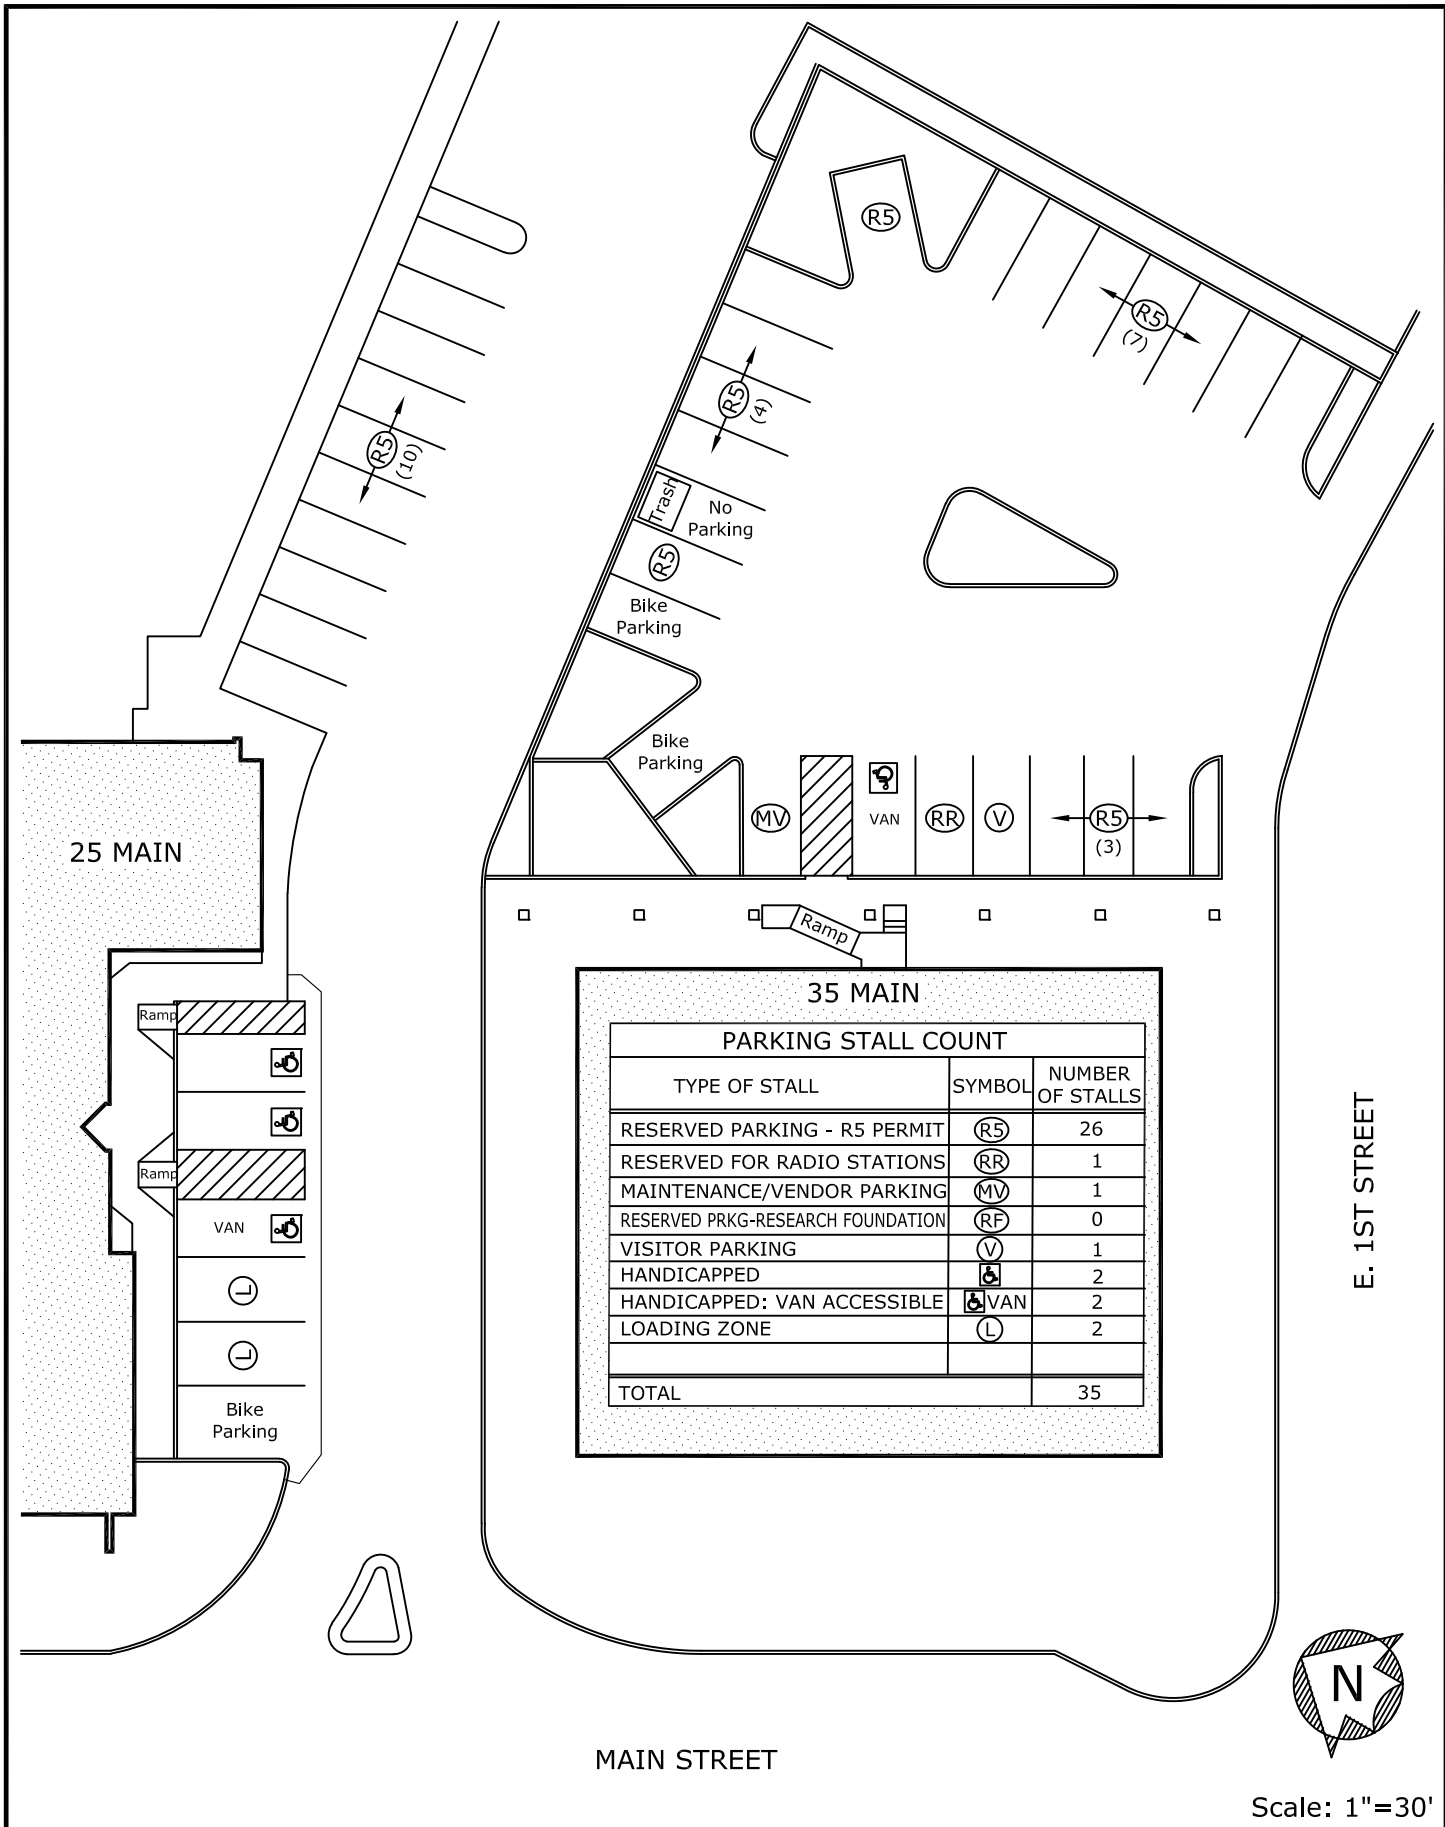 R5
R5
(7)
R5
(4)
R5
(10)
Trash
No
Parking
R5
Bike
Parking
Bike
Parking
MV
VAN
RR
V
R5
(3)
25 MAIN
Ramp
Ramp
Ramp
VAN
L
L
Bike
Parking
35 MAIN
PARKING STALL COUNT
TYPE OF STALL SYMBOL NUMBER OF STALLS
RESERVED PARKING - R5 PERMIT R5 26
RESERVED FOR RADIO STATIONS RR 1
MAINTENANCE/VENDOR PARKING MV 1
RESERVED PRKG-RESEARCH FOUNDATION RF 0
VISITOR PARKING V 1
HANDICAPPED 2
HANDICAPPED: VAN ACCESSIBLE VAN 2
LOADING ZONE L 2
TOTAL 35
E. 1ST STREET
MAIN STREET
N
Scale: 1"=30'